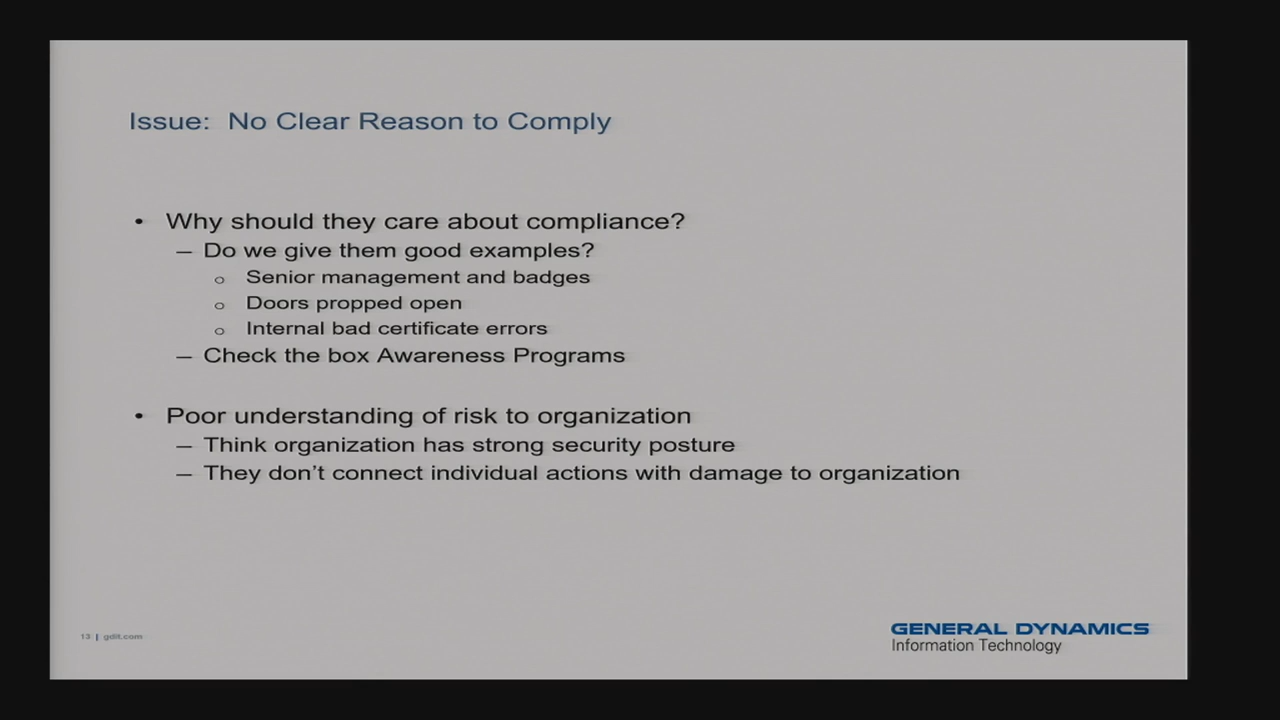 Issue: No Clear Reason to Comply
• Why should they care about compliance?
– Do we give them good examples?
o Senior management and badges
o Doors propped open
o Internal bad certificate errors
– Check the box Awareness Programs
• Poor understanding of risk to organization
– Think organization has strong security posture
– They don’t connect individual actions with damage to organization
13 | gdit.com
GENERAL DYNAMICS
Information Technology